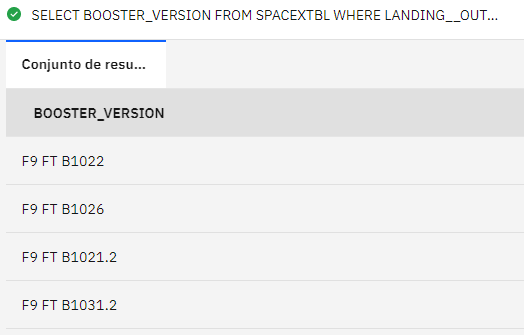 SELECT BOOSTER_VERSION FROM SPACEXTBL WHERE LANDING__OUT...
Conjunto de resu...
BOOSTER_VERSION
F9 FT B1022
F9 FT B1026
F9 FT B1021.2
F9 FT B1031.2